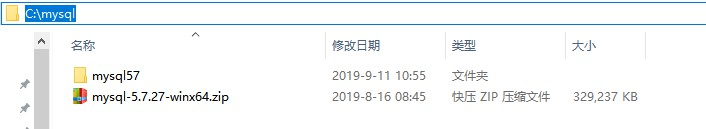 C:\mysql
名称 修改日期 类型 大小
mysql57 2019-9-11 10:55 文件夹
mysql-5.7.27-winx64.zip 2019-8-16 08:45 快压 ZIP 压缩文件 329,237 KB